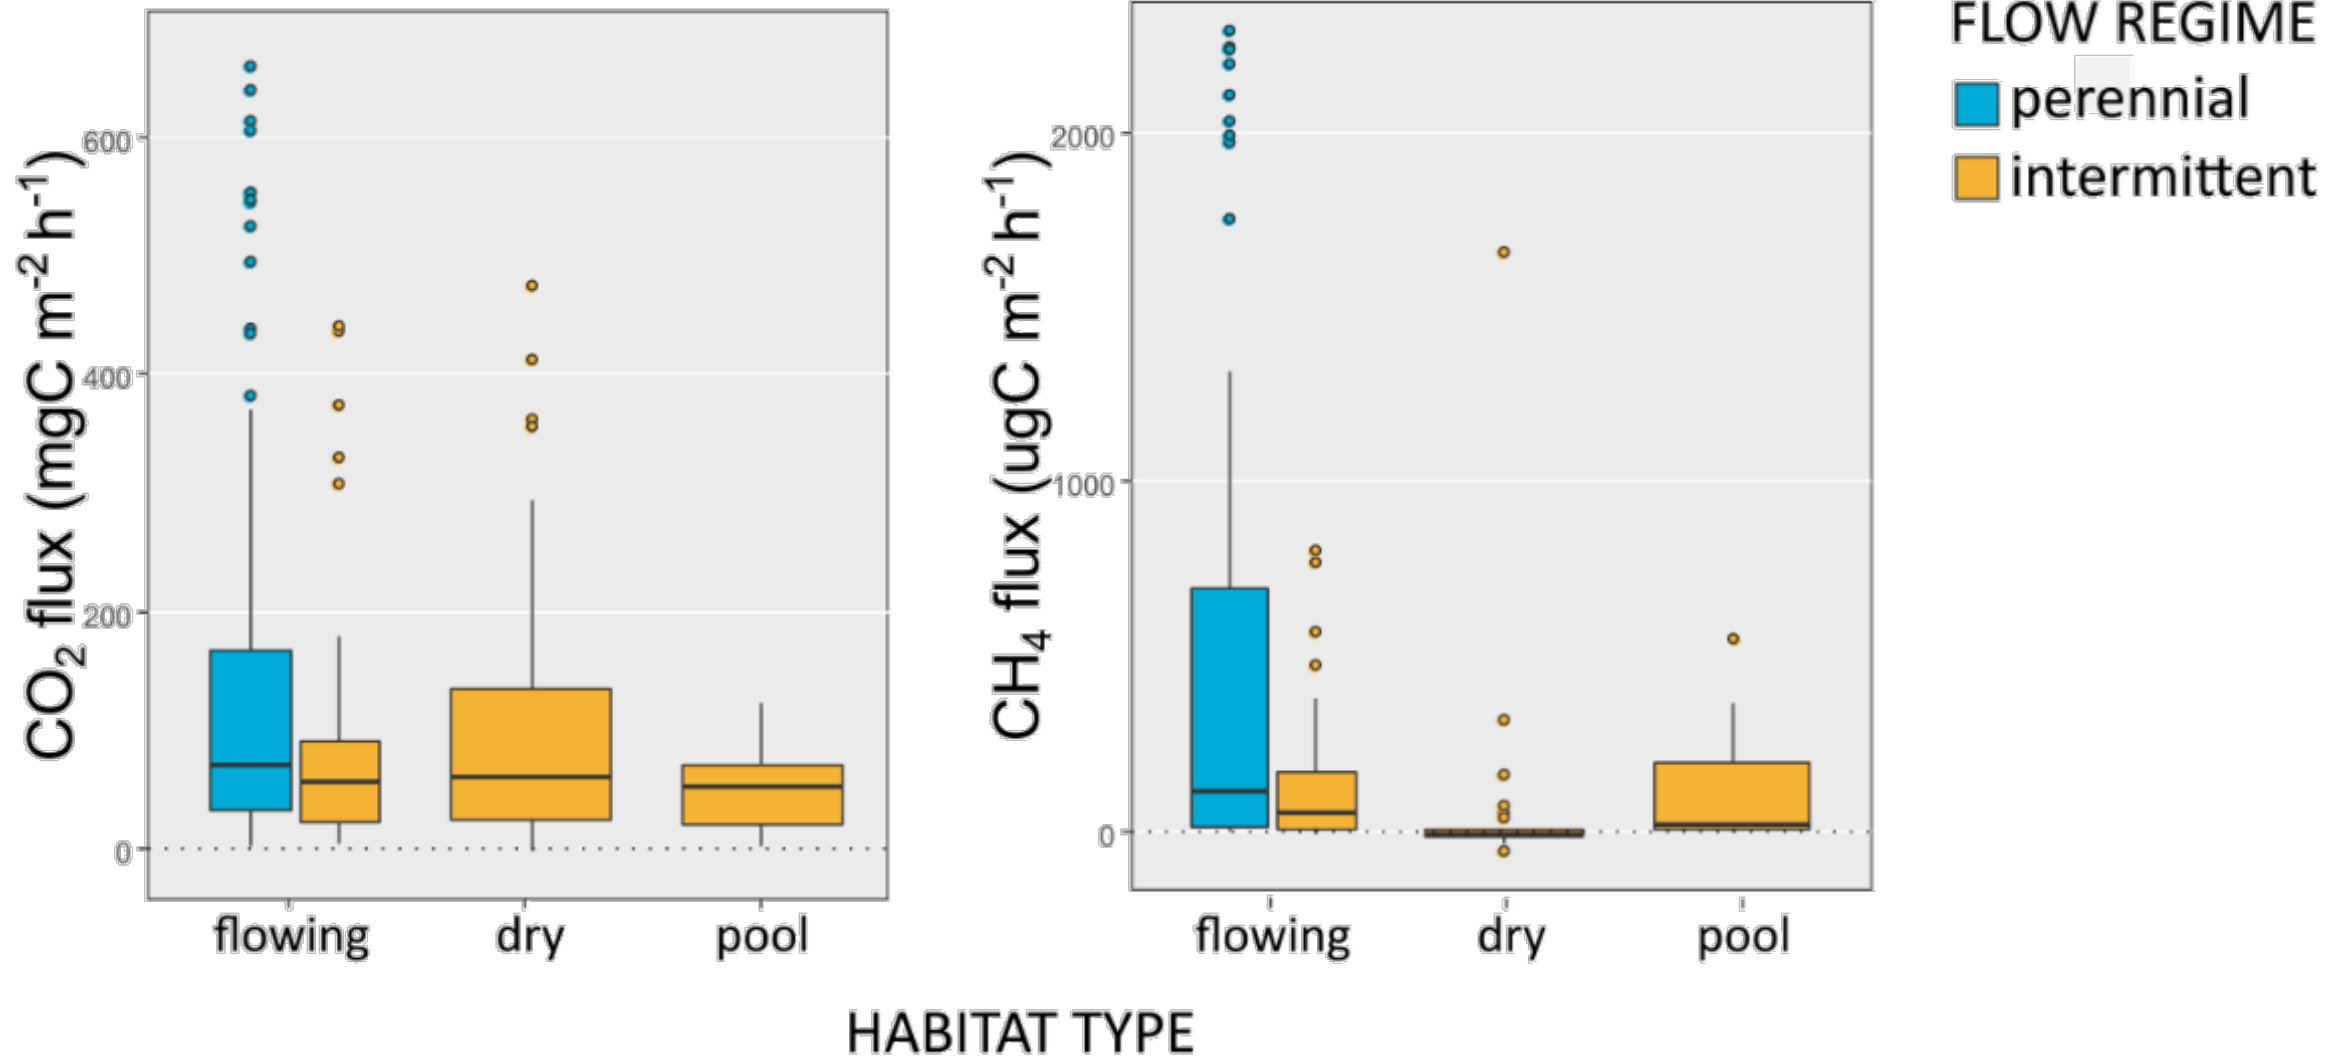 CO2 flux (mgC m-2 h-1)
600
400
200
0
flowing dry pool
CH4 flux (ugC m-2 h-1)
2000
1000
0
flowing dry pool
HABITAT TYPE
FLOW REGIME
perennial
intermittent